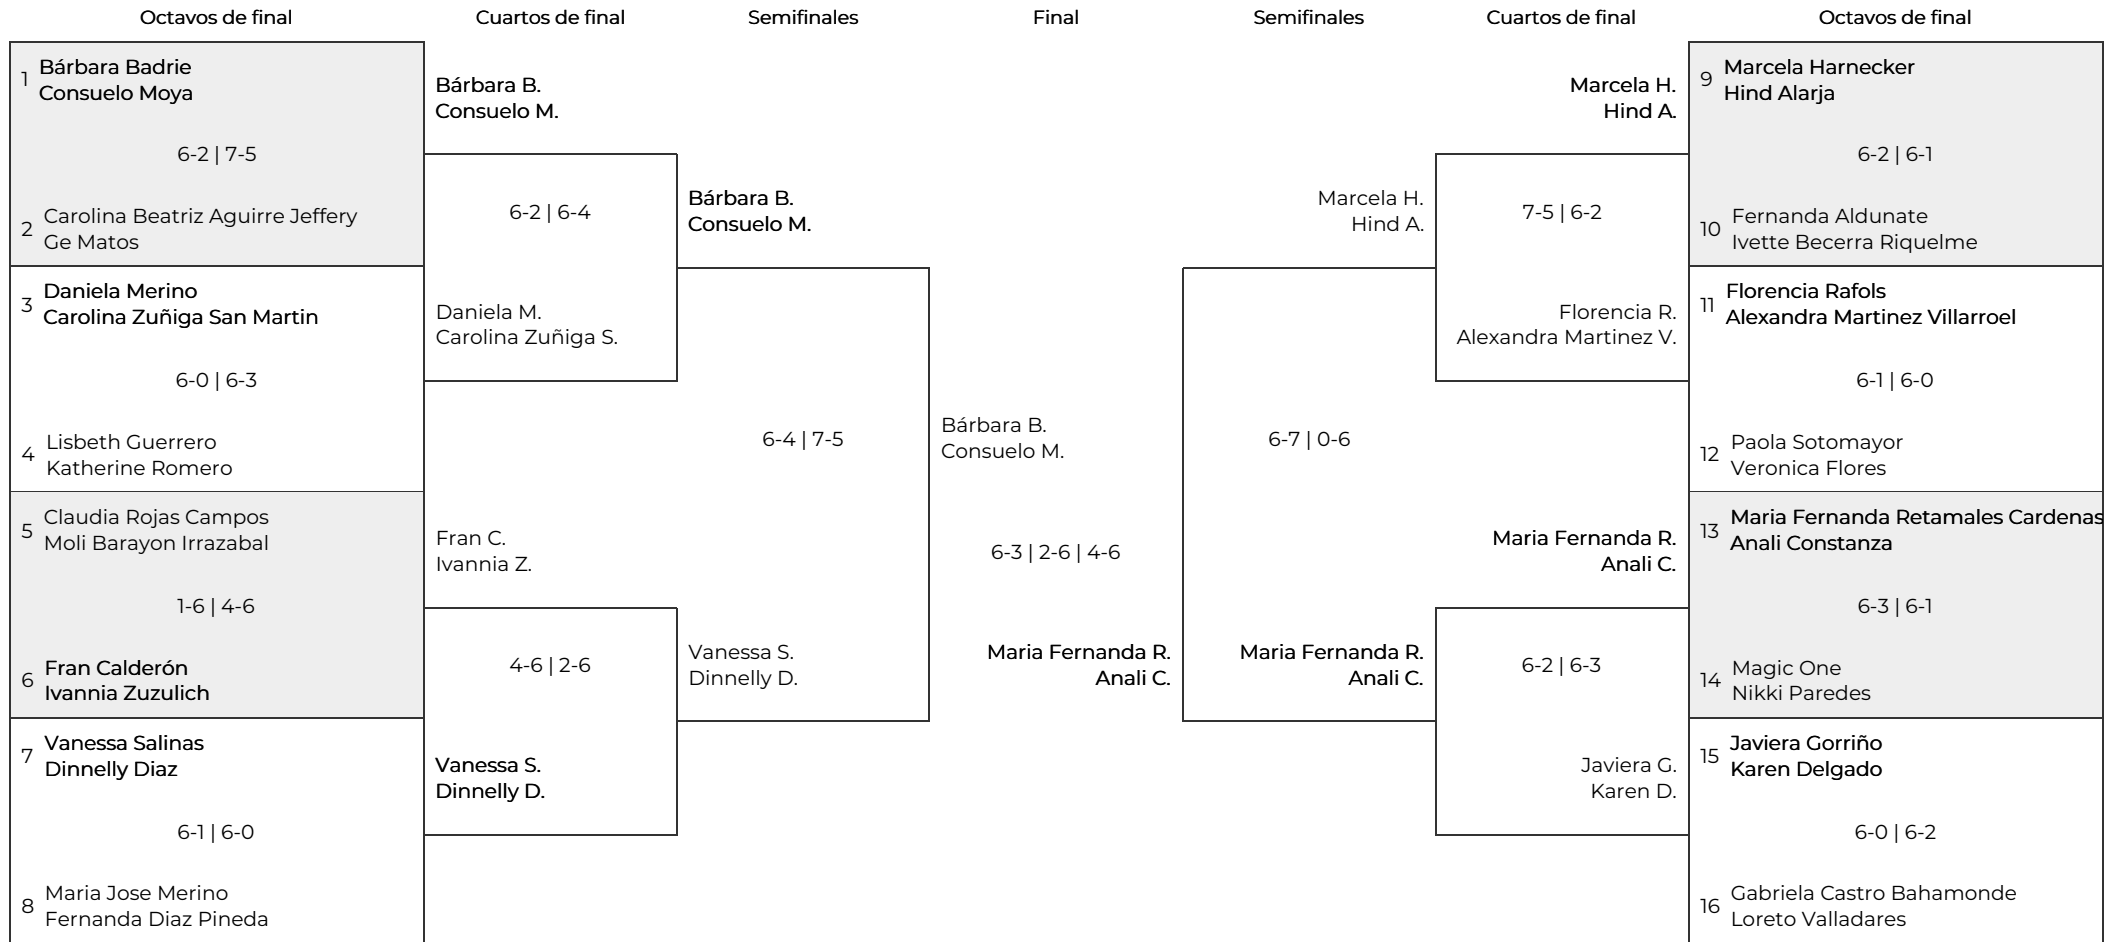 Octavos de final
Cuartos de final
Semifinales
Final
Semifinales
Cuartos de final
Octavos de final
1
Bárbara Badrie
Consuelo Moya
6-2 | 7-5
2
Carolina Beatriz Aguirre Jeffery
Ge Matos
3
Daniela Merino
Carolina Zuñiga San Martin
6-0 | 6-3
4
Lisbeth Guerrero
Katherine Romero
5
Claudia Rojas Campos
Moli Barayon Irrazabal
1-6 | 4-6
6
Fran Calderón
Ivannia Zuzulich
7
Vanessa Salinas
Dinnelly Diaz
6-1 | 6-0
8
Maria Jose Merino
Fernanda Diaz Pineda
Bárbara B.
Consuelo M.
6-2 | 6-4
Daniela M.
Carolina Zuñiga S.
Fran C.
Ivannia Z.
4-6 | 2-6
Vanessa S.
Dinnelly D.
Bárbara B.
Consuelo M.
6-4 | 7-5
Vanessa S.
Dinnelly D.
Bárbara B.
Consuelo M.
6-3 | 2-6 | 4-6
Maria Fernanda R.
Anali C.
Marcela H.
Hind A.
6-7 | 0-6
Maria Fernanda R.
Anali C.
Marcela H.
Hind A.
7-5 | 6-2
Florencia R.
Alexandra Martinez V.
Maria Fernanda R.
Anali C.
6-2 | 6-3
Javiera G.
Karen D.
9
Marcela Harnecker
Hind Alarja
6-2 | 6-1
10
Fernanda Aldunate
Ivette Becerra Riquelme
11
Florencia Rafols
Alexandra Martinez Villarroel
6-1 | 6-0
12
Paola Sotomayor
Veronica Flores
13
Maria Fernanda Retamales Cardenas
Anali Constanza
6-3 | 6-1
14
Magic One
Nikki Paredes
15
Javiera Gorriño
Karen Delgado
6-0 | 6-2
16
Gabriela Castro Bahamonde
Loreto Valladares